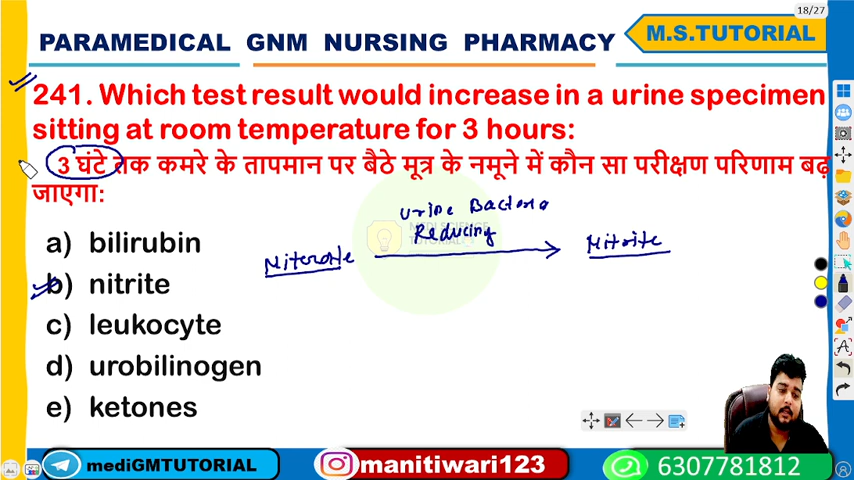 18/27
PARAMEDICAL GNM NURSING PHARMACY
M.S.TUTORIAL
241. Which test result would increase in a urine specimen
sitting at room temperature for 3 hours:
3 घंटे तक कमरे के तापमान पर बैठे मूत्र के नमूने में कौन सा परीक्षण परिणाम बढ़
जाएगा:
Urine Bacteria
Reducing
Nitrite
a) bilirubin
b) nitrite
c) leukocyte
d) urobilinogen
e) ketones
mediGMTUTORIAL
manitiwari123
6307781812